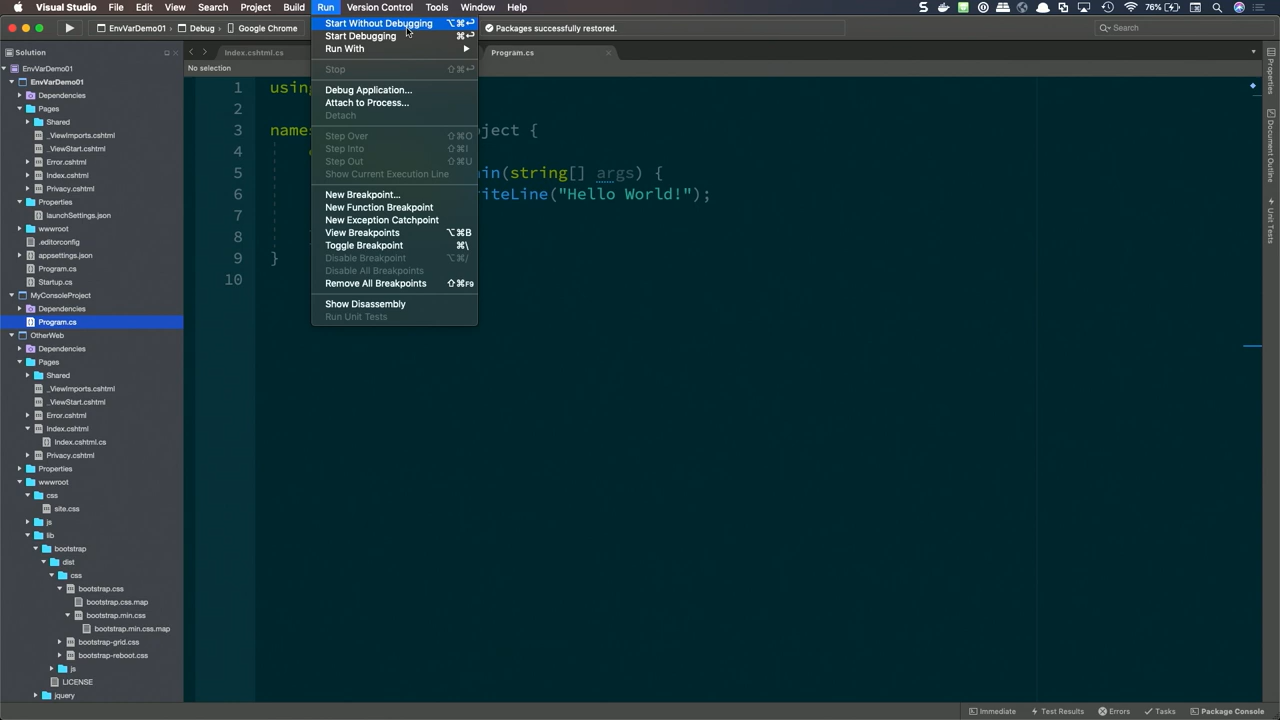 Visual Studio File Edit View Search Project Build Run Version Control Tools Window Help 76% Search
EnvVarDemo01 Debug Google Chrome Packages successfully restored. Search
Solution
EnvVarDemo01
EnvVarDemo01
Dependencies
Pages
Shared
_ViewImports.cshtml
_ViewStart.cshtml
Error.cshtml
Index.cshtml
Privacy.cshtml
Properties
launchSettings.json
wwwroot
.editorconfig
appsettings.json
Program.cs
Startup.cs
MyConsoleProject
Dependencies
Program.cs
OtherWeb
Dependencies
Pages
Shared
_ViewImports.cshtml
_ViewStart.cshtml
Error.cshtml
Index.cshtml
Index.cshtml.cs
Privacy.cshtml
Properties
wwwroot
css
site.css
js
lib
bootstrap
dist
css
bootstrap.css
bootstrap.css.map
bootstrap.min.css
bootstrap.min.css.map
bootstrap-grid.css
bootstrap-reboot.css
js
LICENSE
jquery
Index.cshtml.cs Program.cs
No selection
1 using
2
3 names ject {
4
5 in(string[] args) {
6 riteLine("Hello World!");
7
8
9 }
10
Start Without Debugging ⌥⌘↩
Start Debugging ⌘↩
Run With
Stop ⇧⌘↩
Debug Application...
Attach to Process...
Detach
Step Over ⇧⌘O
Step Into ⇧⌘I
Step Out ⇧⌘U
Show Current Execution Line
New Breakpoint...
New Function Breakpoint
New Exception Catchpoint
View Breakpoints ⌥⌘B
Toggle Breakpoint ⌘\
Disable Breakpoint ⌥⌘/
Disable All Breakpoints
Remove All Breakpoints ⇧⌘F9
Show Disassembly
Run Unit Tests
Properties
Document Outline
Unit Tests
Immediate Test Results Errors Tasks Package Console